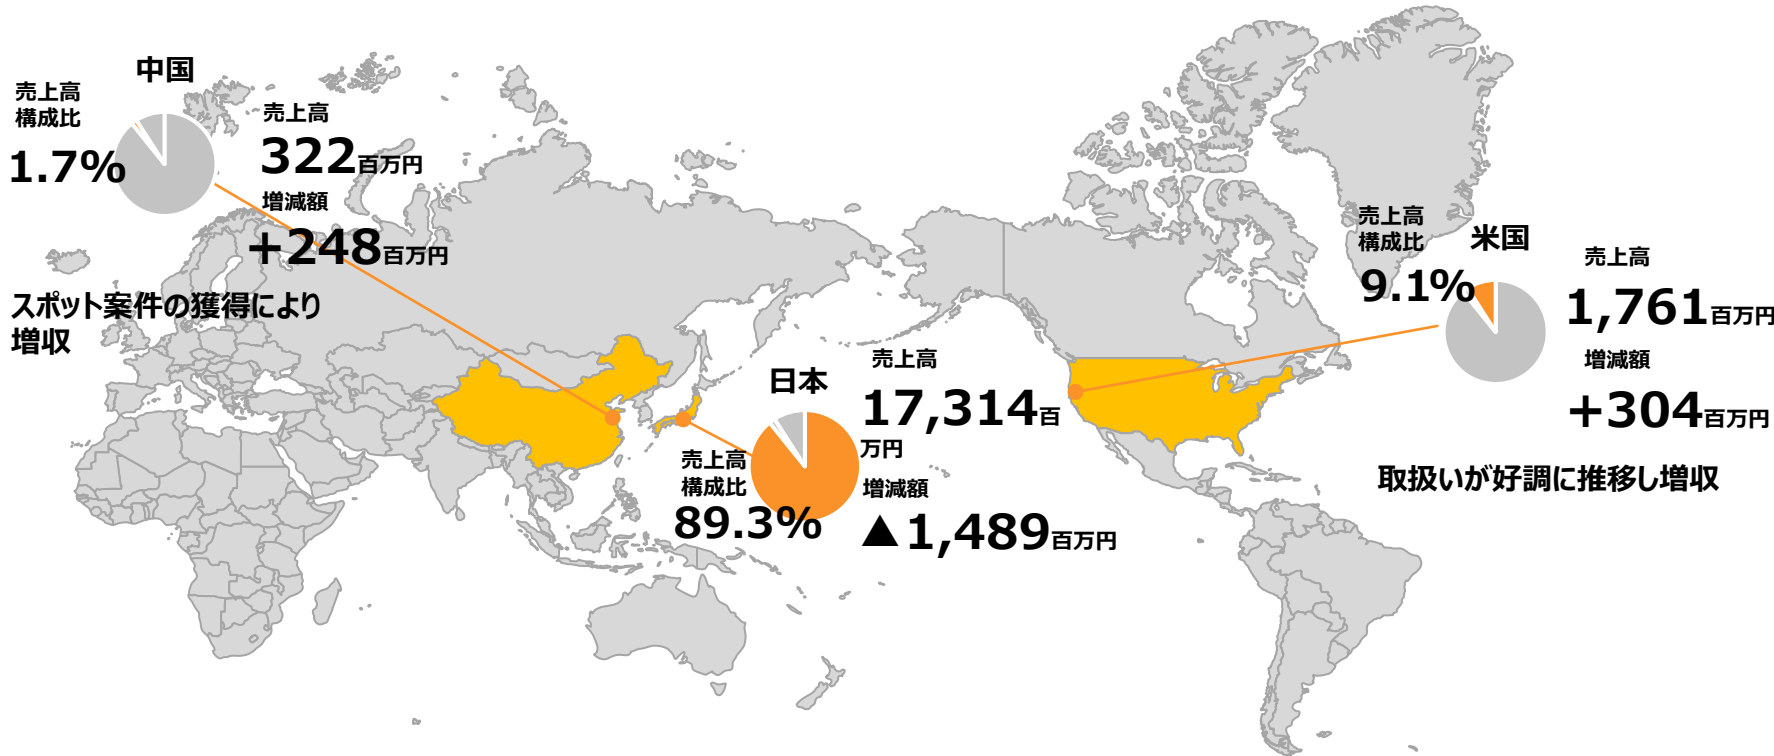 中国
売上高
構成比
1.7%
売上高
322百万円
増減額
+248百万円
スポット案件の獲得により
増収
日本
売上高
構成比
89.3%
売上高
17,314百
万円
増減額
▲1,489百万円
米国
売上高
構成比
9.1%
売上高
1,761百万円
増減額
+304百万円
取扱いが好調に推移し増収